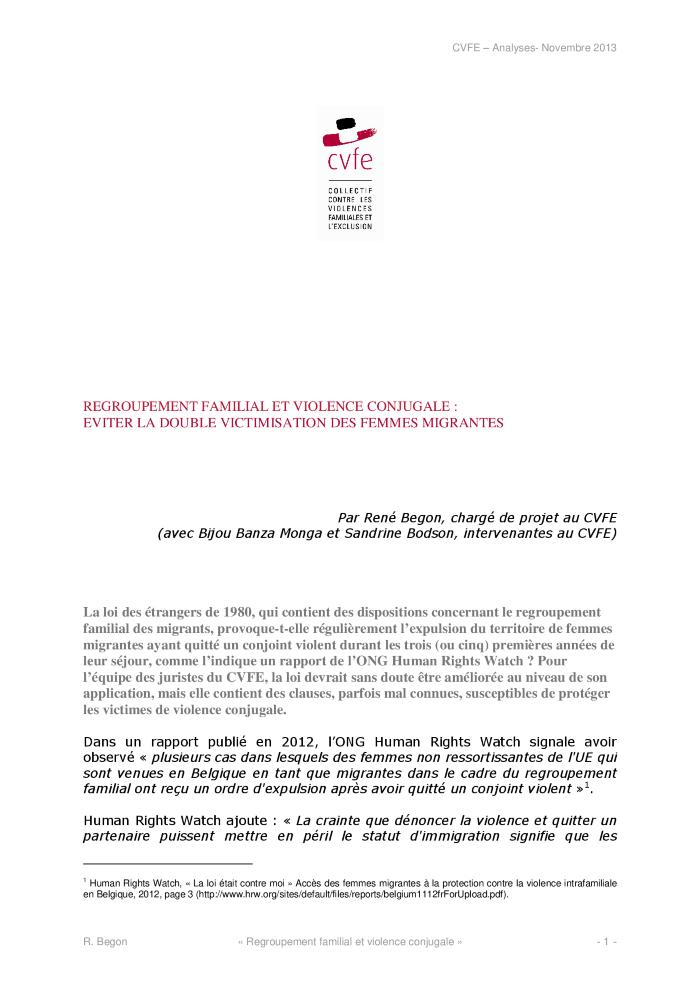 CVFE – Analyses- Novembre 2013
cvfe
COLLECTIF
CONTRE LES
VIOLENCES
FAMILIALES ET
L'EXCLUSION
REGROUPEMENT FAMILIAL ET VIOLENCE CONJUGALE :
EVITER LA DOUBLE VICTIMISATION DES FEMMES MIGRANTES
Par René Begon, chargé de projet au CVFE
(avec Bijou Banza Monga et Sandrine Bodson, intervenantes au CVFE)
La loi des étrangers de 1980, qui contient des dispositions concernant le regroupement
familial des migrants, provoque-t-elle régulièrement l’expulsion du territoire de femmes
migrantes ayant quitté un conjoint violent durant les trois (ou cinq) premières années de
leur séjour, comme l’indique un rapport de l’ONG Human Rights Watch ? Pour
l’équipe des juristes du CVFE, la loi devrait sans doute être améliorée au niveau de son
application, mais elle contient des clauses, parfois mal connues, susceptibles de protéger
les victimes de violence conjugale.
Dans un rapport publié en 2012, l’ONG Human Rights Watch signale avoir
observé « plusieurs cas dans lesquels des femmes non ressortissantes de l'UE qui
sont venues en Belgique en tant que migrantes dans le cadre du regroupement
familial ont reçu un ordre d'expulsion après avoir quitté un conjoint violent »1.
Human Rights Watch ajoute : « La crainte que dénoncer la violence et quitter un
partenaire puissent mettre en péril le statut d'immigration signifie que les
1 Human Rights Watch, « La loi était contre moi » Accès des femmes migrantes à la protection contre la violence intrafamiliale
en Belgique, 2012, page 3 (http://www.hrw.org/sites/default/files/reports/belgium1112frForUpload.pdf).
R. Begon « Regroupement familial et violence conjugale » - 1 -